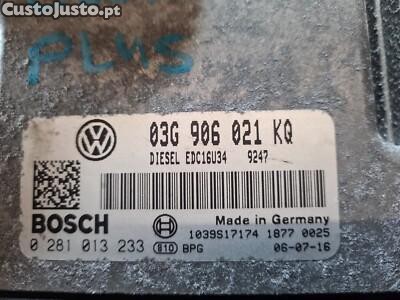 CustoJusto.pt
PLUS
03G 906 021 KQ
DIESEL EDC16U34 9247
BOSCH
Made in Germany
1039S17174 1877 0025
0 281 013 233 810 BPG 06-07-16